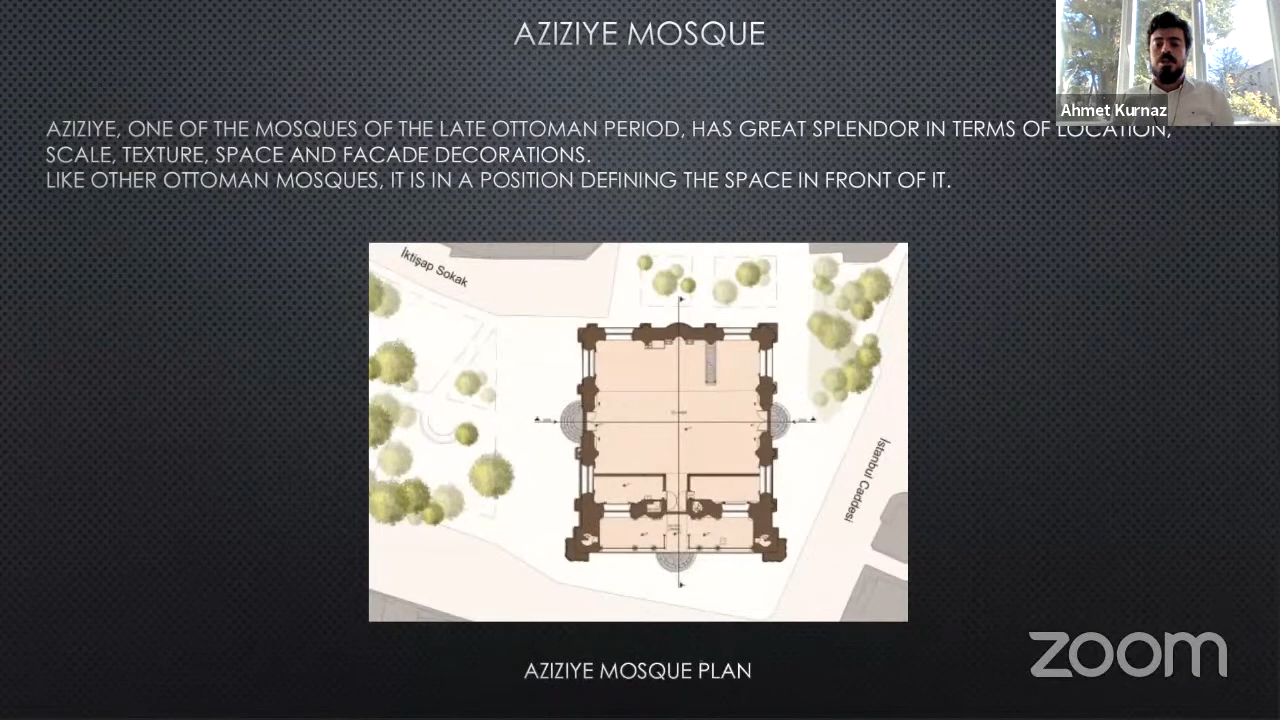 AZIZIYE MOSQUE
Ahmet Kurnaz
AZIZIYE, ONE OF THE MOSQUES OF THE LATE OTTOMAN PERIOD, HAS GREAT SPLENDOR IN TERMS OF LOCATION,
SCALE, TEXTURE, SPACE AND FACADE DECORATIONS.
LIKE OTHER OTTOMAN MOSQUES, IT IS IN A POSITION DEFINING THE SPACE IN FRONT OF IT.
İktişap Sokak
İstanbul Caddesi
AZIZIYE MOSQUE PLAN
zoom